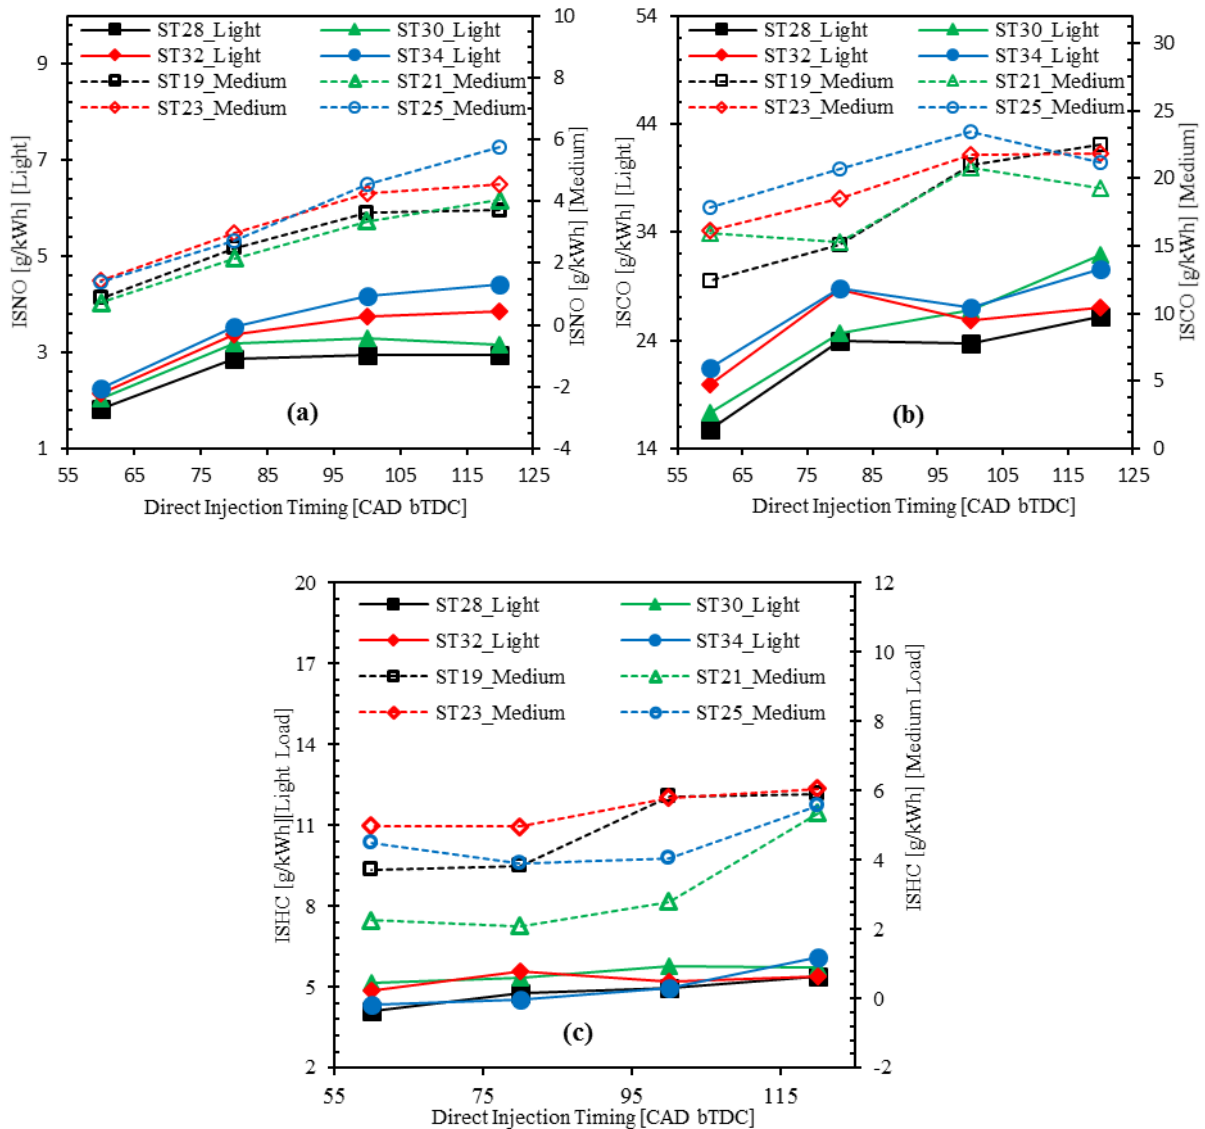 ST28_Light ST30_Light
ST32_Light ST34_Light
ST19_Medium ST21_Medium
ST23_Medium ST25_Medium
9
7
5
3
1
10
8
6
4
2
0
-2
-4
ISNO [g/kWh] [Light]
ISNO [g/kWh] [Medium]
(a)
55 65 75 85 95 105 115 125
Direct Injection Timing [CAD bTDC]
ST28_Light ST30_Light
ST32_Light ST34_Light
ST19_Medium ST21_Medium
ST23_Medium ST25_Medium
54
44
34
24
14
30
25
20
15
10
5
0
ISCO [g/kWh] [Light]
ISCO [g/kWh] [Medium]
(b)
55 65 75 85 95 105 115 125
Direct Injection Timing [CAD bTDC]
ST28_Light ST30_Light
ST32_Light ST34_Light
ST19_Medium ST21_Medium
ST23_Medium ST25_Medium
20
17
14
11
8
5
2
12
10
8
6
4
2
0
-2
ISHC [g/kWh][Light Load]
ISHC [g/kWh] [Medium Load]
(c)
55 75 95 115
Direct Injection Timing [CAD bTDC]